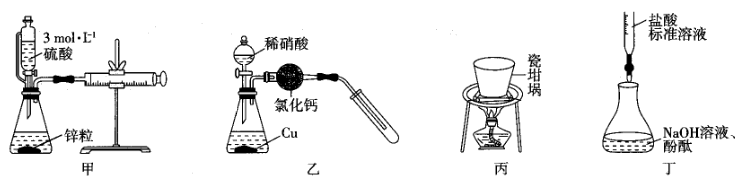 3 mol·L⁻¹
硫酸
锌粒
甲
稀硝酸
氯化钙
Cu
乙
瓷坩
埚
丙
盐酸
标准溶液
NaOH溶液、
酚酞
丁